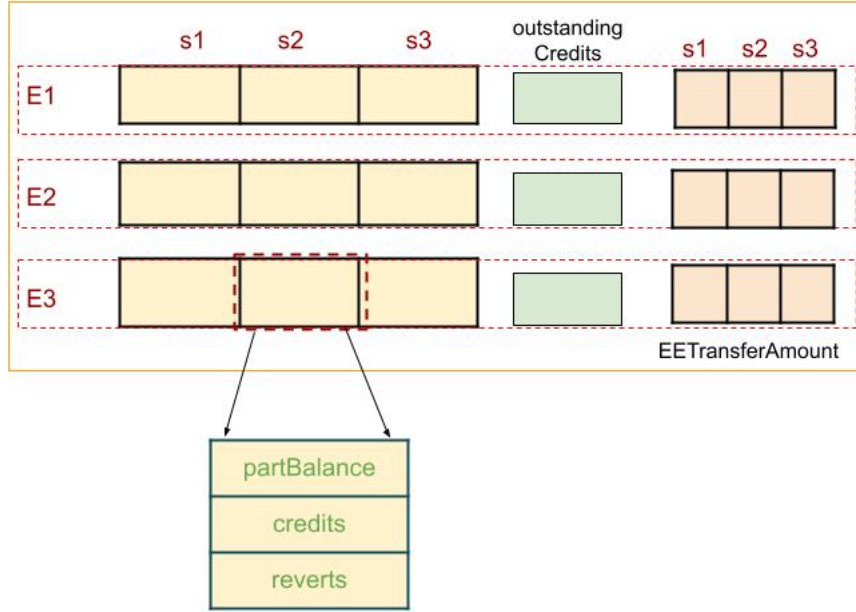 outstanding
Credits
s1 s2 s3
s1 s2 s3
E1
E2
E3
EETransferAmount
partBalance
credits
reverts